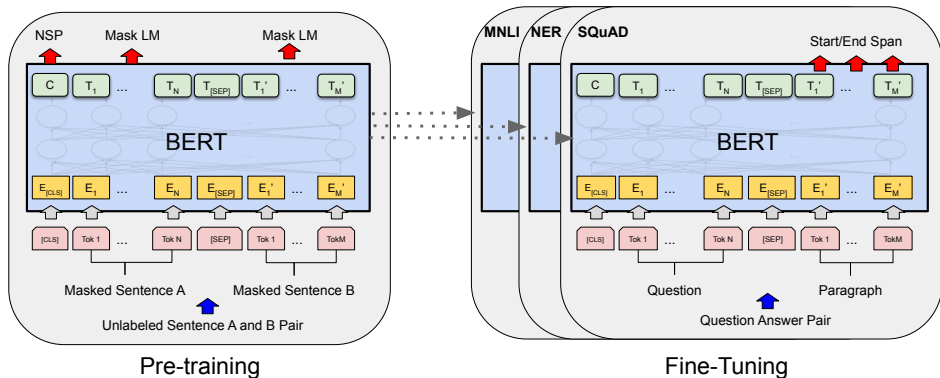 NSP Mask LM Mask LM
C T1 ... TN T[SEP] T1' ... TM'
BERT
E[CLS] E1 ... EN E[SEP] E1' ... EM'
[CLS] Tok 1 ... Tok N [SEP] Tok 1 ... TokM
Masked Sentence A Masked Sentence B
Unlabeled Sentence A and B Pair
Pre-training
MNLI NER SQuAD
Start/End Span
C T1 ... TN T[SEP] T1' ... TM'
BERT
E[CLS] E1 ... EN E[SEP] E1' ... EM'
[CLS] Tok 1 ... Tok N [SEP] Tok 1 ... TokM
Question Paragraph
Question Answer Pair
Fine-Tuning